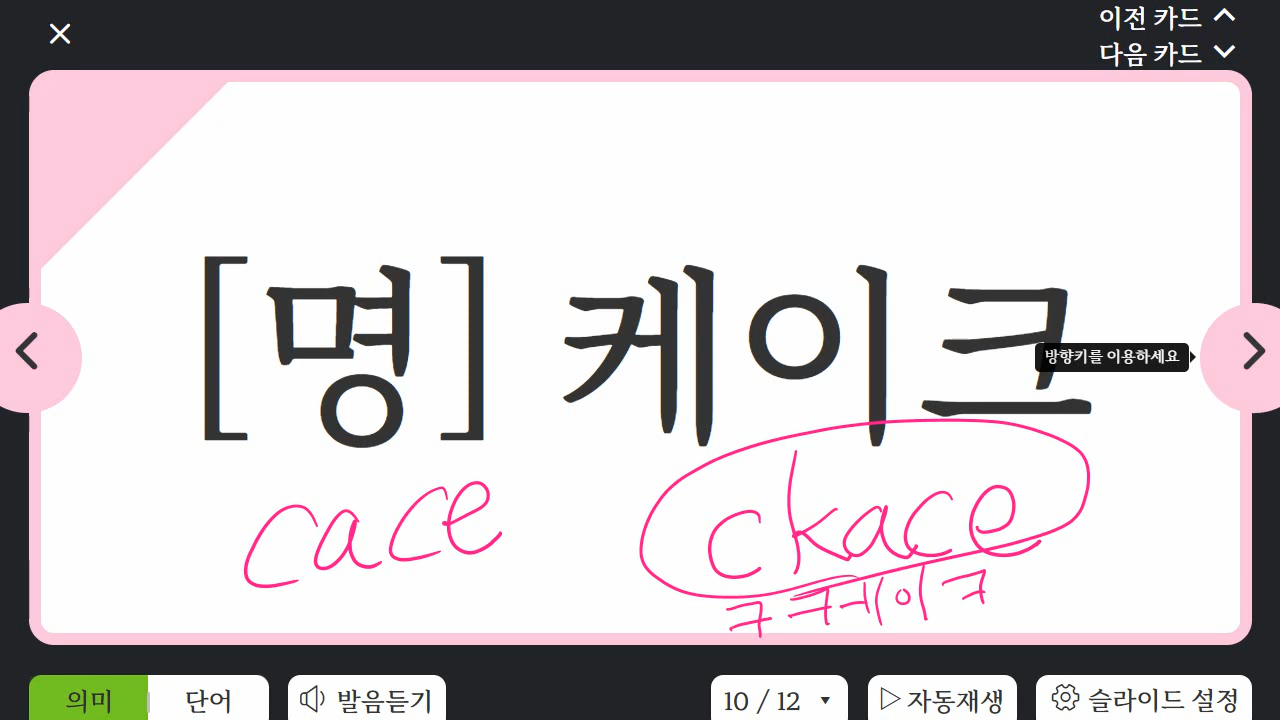 이전 카드
다음 카드
[명] 케이크
방향키를 이용하세요
cace
ckace
ㅋ케이ㅋ
의미
단어
발음듣기
10 / 12
자동재생
슬라이드 설정